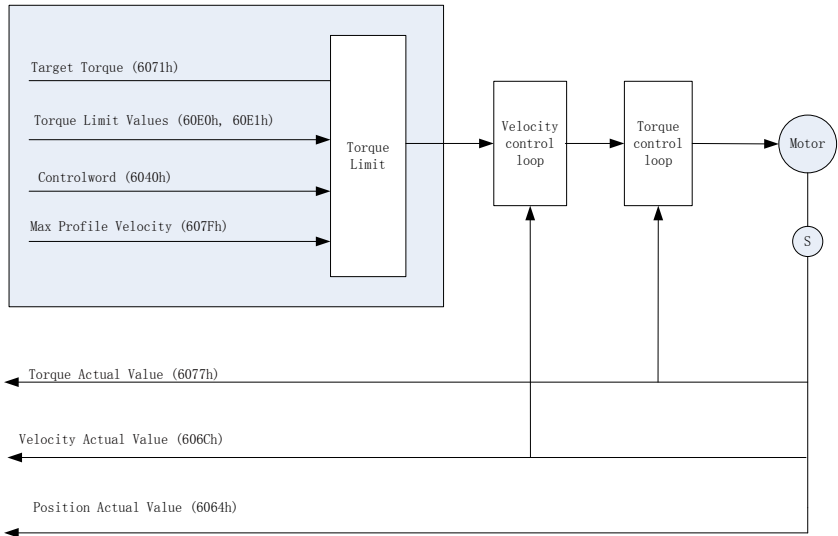 Target Torque (6071h)
Torque Limit Values (60E0h, 60E1h)
Controlword (6040h)
Max Profile Velocity (607Fh)
Torque
Limit
Velocity
control
loop
Torque
control
loop
Motor
S
Torque Actual Value (6077h)
Velocity Actual Value (606Ch)
Position Actual Value (6064h)